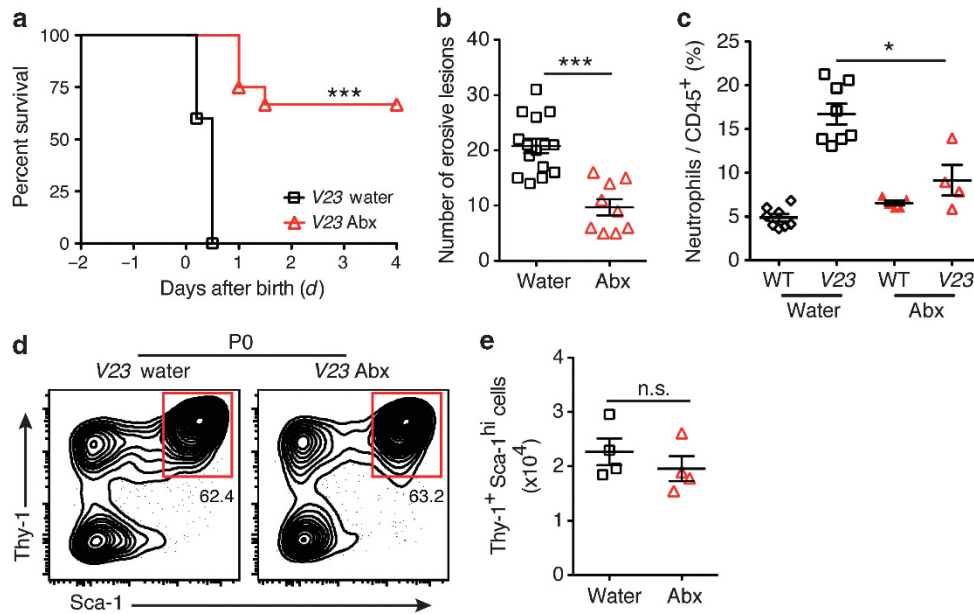 a
Percent survival
100
75
50
25
0
−2 −1 0 1 2 3 4
Days after birth (d)
***
V23 water
V23 Abx
b
Number of erosive lesions
40
30
20
10
0
***
Water Abx
c
Neutrophils / CD45+ (%)
25
20
15
10
5
0
*
WT V23 WT V23
Water Abx
d
P0
V23 water V23 Abx
Thy-1
62.4 63.2
Sca-1
e
Thy-1+ Sca-1hi cells
(x10⁴)
4
3
2
1
0
n.s.
Water Abx